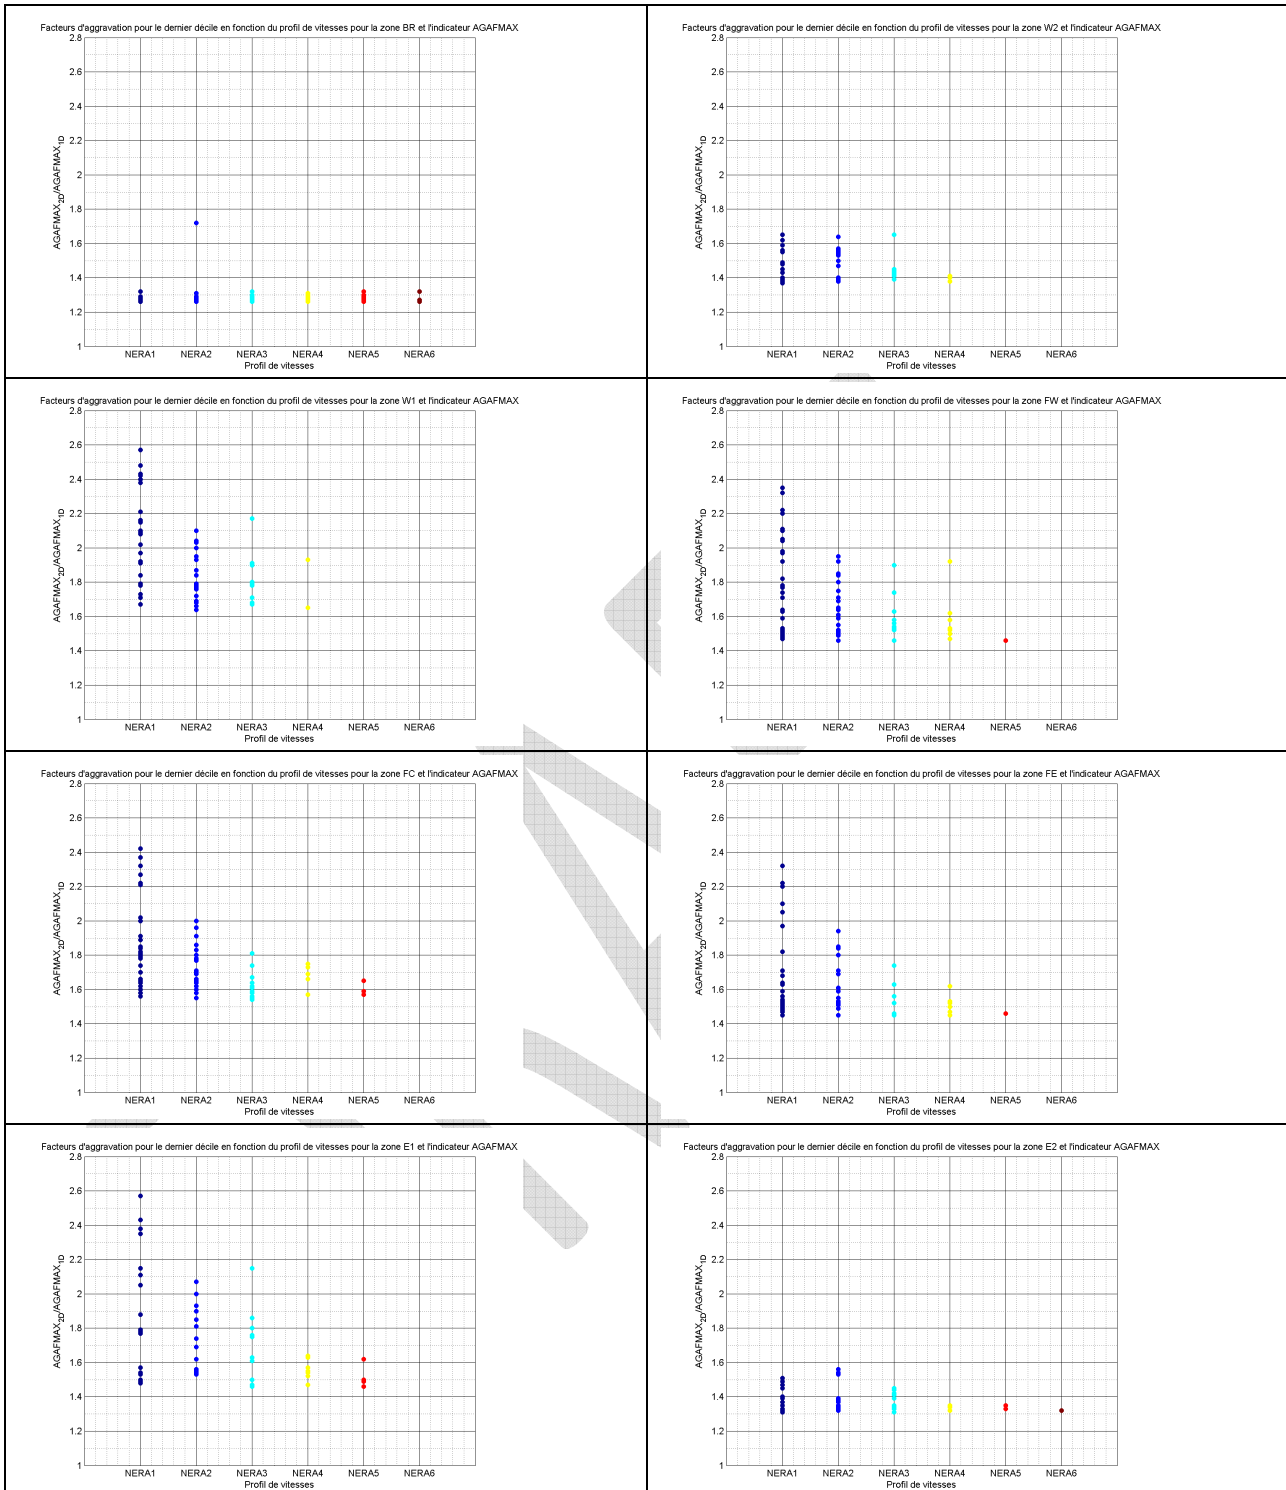 Facteurs d'aggravation pour le dernier décile en fonction du profil de vitesses pour la zone BR et l'indicateur AGAFMAX
2.8
2.6
2.4
2.2
2
1.8
1.6
1.4
1.2
1
AGAFMAX2D/AGAFMAX1D
NERA1 NERA2 NERA3 NERA4 NERA5 NERA6
Profil de vitesses
Facteurs d'aggravation pour le dernier décile en fonction du profil de vitesses pour la zone W2 et l'indicateur AGAFMAX
2.8
2.6
2.4
2.2
2
1.8
1.6
1.4
1.2
1
AGAFMAX2D/AGAFMAX1D
NERA1 NERA2 NERA3 NERA4 NERA5 NERA6
Profil de vitesses
Facteurs d'aggravation pour le dernier décile en fonction du profil de vitesses pour la zone W1 et l'indicateur AGAFMAX
2.8
2.6
2.4
2.2
2
1.8
1.6
1.4
1.2
1
AGAFMAX2D/AGAFMAX1D
NERA1 NERA2 NERA3 NERA4 NERA5 NERA6
Profil de vitesses
Facteurs d'aggravation pour le dernier décile en fonction du profil de vitesses pour la zone FW et l'indicateur AGAFMAX
2.8
2.6
2.4
2.2
2
1.8
1.6
1.4
1.2
1
AGAFMAX2D/AGAFMAX1D
NERA1 NERA2 NERA3 NERA4 NERA5 NERA6
Profil de vitesses
Facteurs d'aggravation pour le dernier décile en fonction du profil de vitesses pour la zone FC et l'indicateur AGAFMAX
2.8
2.6
2.4
2.2
2
1.8
1.6
1.4
1.2
1
AGAFMAX2D/AGAFMAX1D
NERA1 NERA2 NERA3 NERA4 NERA5 NERA6
Profil de vitesses
Facteurs d'aggravation pour le dernier décile en fonction du profil de vitesses pour la zone FE et l'indicateur AGAFMAX
2.8
2.6
2.4
2.2
2
1.8
1.6
1.4
1.2
1
AGAFMAX2D/AGAFMAX1D
NERA1 NERA2 NERA3 NERA4 NERA5 NERA6
Profil de vitesses
Facteurs d'aggravation pour le dernier décile en fonction du profil de vitesses pour la zone E1 et l'indicateur AGAFMAX
2.8
2.6
2.4
2.2
2
1.8
1.6
1.4
1.2
1
AGAFMAX2D/AGAFMAX1D
NERA1 NERA2 NERA3 NERA4 NERA5 NERA6
Profil de vitesses
Facteurs d'aggravation pour le dernier décile en fonction du profil de vitesses pour la zone E2 et l'indicateur AGAFMAX
2.8
2.6
2.4
2.2
2
1.8
1.6
1.4
1.2
1
AGAFMAX2D/AGAFMAX1D
NERA1 NERA2 NERA3 NERA4 NERA5 NERA6
Profil de vitesses